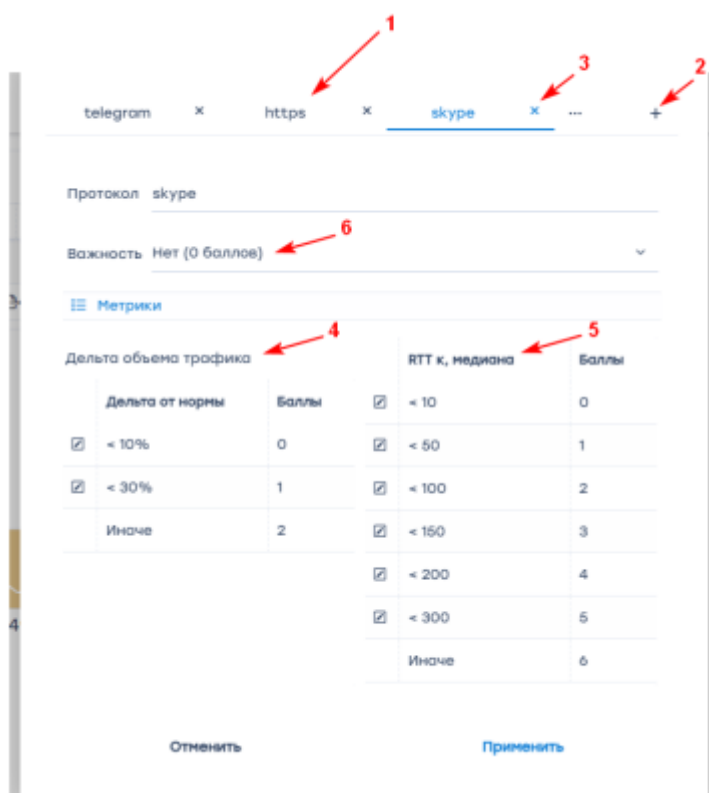 1
3
2
telegram × https × skype × ... +
Протокол skype
6
Важность Нет (0 баллов)
Метрики
4
5
Дельта объема трафика
RTT к, медиана Баллы
Дельта от нормы Баллы
< 10 0
< 10% 0
< 50 1
< 30% 1
< 100 2
Иначе 2
< 150 3
< 200 4
4
< 300 5
Иначе 6
Отменить Применить